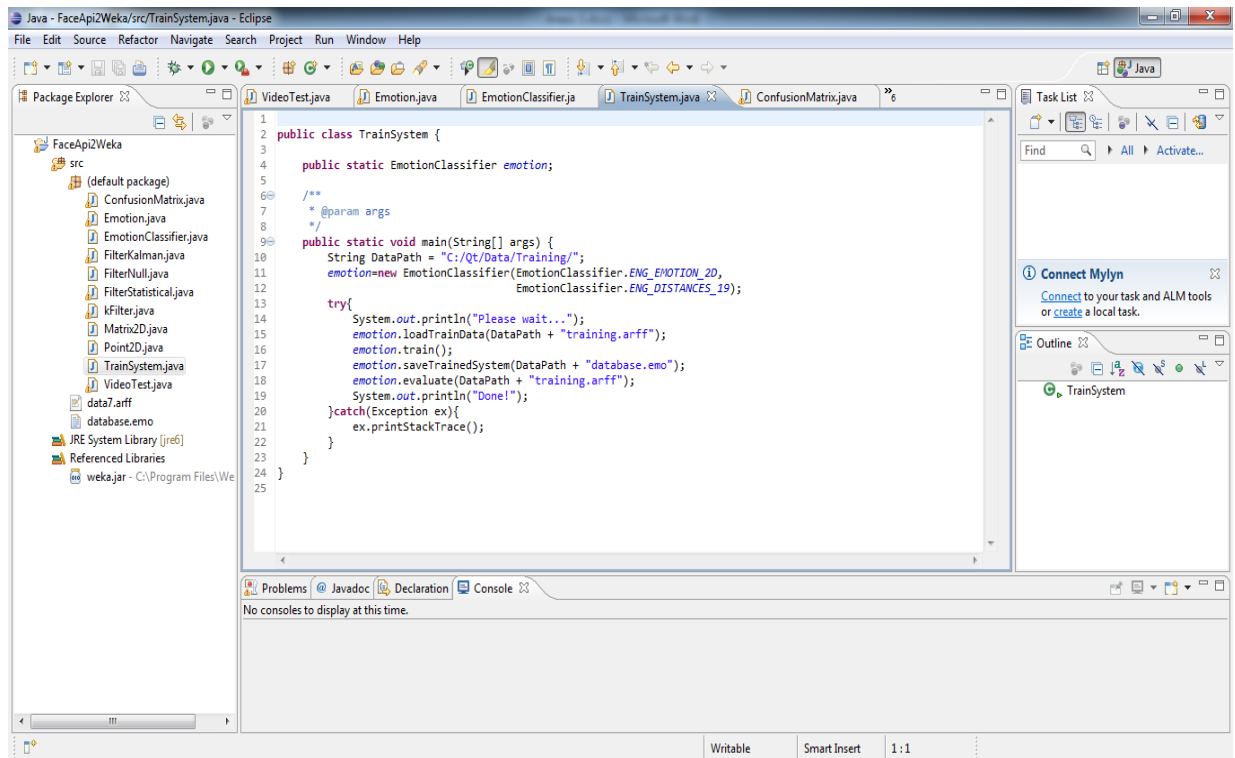 Java - FaceApi2Weka/src/TrainSystem.java - Eclipse
File Edit Source Refactor Navigate Search Project Run Window Help
Java
Package Explorer
FaceApi2Weka
src
(default package)
ConfusionMatrix.java
Emotion.java
EmotionClassifier.java
FilterKalman.java
FilterNull.java
FilterStatistical.java
kFilter.java
Matrix2D.java
Point2D.java
TrainSystem.java
VideoTest.java
data7.arff
database.emo
JRE System Library [jre6]
Referenced Libraries
weka.jar - C:\Program Files\We
VideoTest.java Emotion.java EmotionClassifier.ja TrainSystem.java ConfusionMatrix.java »6
1
2 public class TrainSystem {
3
4 public static EmotionClassifier emotion;
5
6 /**
7 * @param args
8 */
9 public static void main(String[] args) {
10 String DataPath = "C:/Qt/Data/Training/";
11 emotion=new EmotionClassifier(EmotionClassifier.ENG_EMOTION_2D,
12 EmotionClassifier.ENG_DISTANCES_19);
13 try{
14 System.out.println("Please wait...");
15 emotion.loadTrainData(DataPath + "training.arff");
16 emotion.train();
17 emotion.saveTrainedSystem(DataPath + "database.emo");
18 emotion.evaluate(DataPath + "training.arff");
19 System.out.println("Done!");
20 }catch(Exception ex){
21 ex.printStackTrace();
22 }
23 }
24 }
25
Task List
Find All Activate...
Connect Mylyn
Connect to your task and ALM tools
or create a local task.
Outline
TrainSystem
Problems @ Javadoc Declaration Console
No consoles to display at this time.
Writable Smart Insert 1 : 1